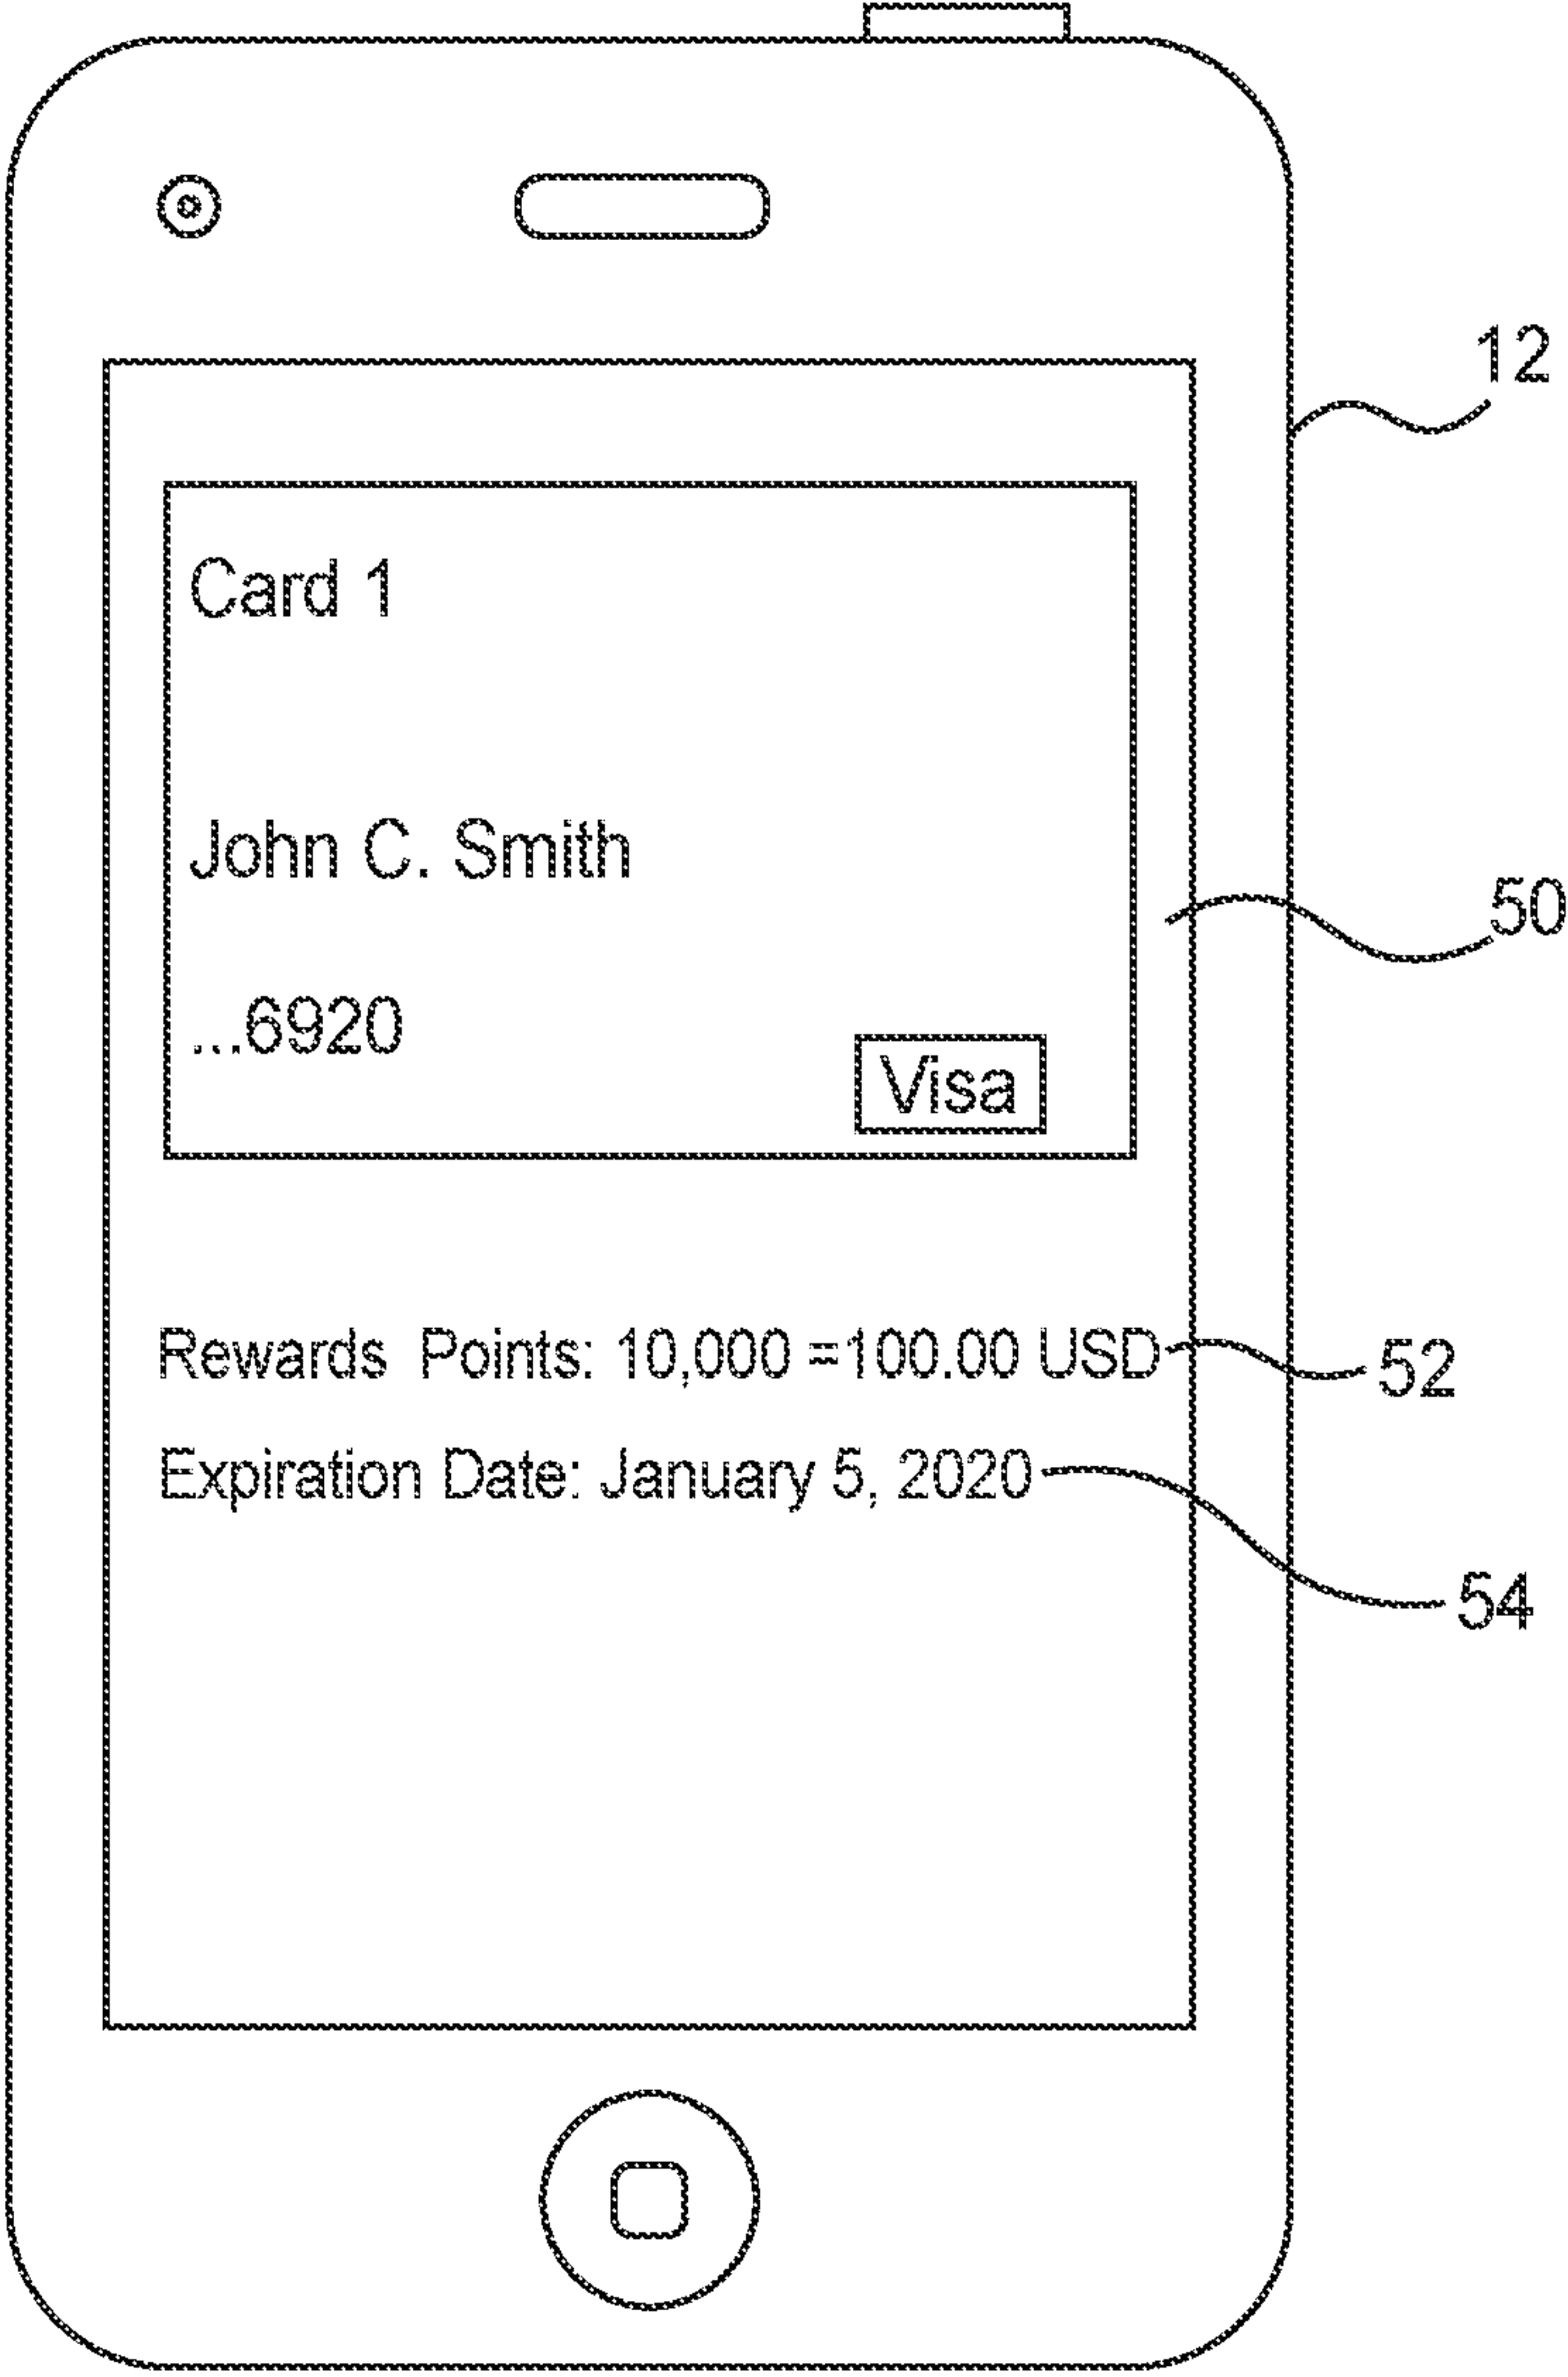 12
Card 1
John C. Smith
50
...6920
Visa
Rewards Points: 10,000 =100.00 USD
52
Expiration Date: January 5, 2020
54